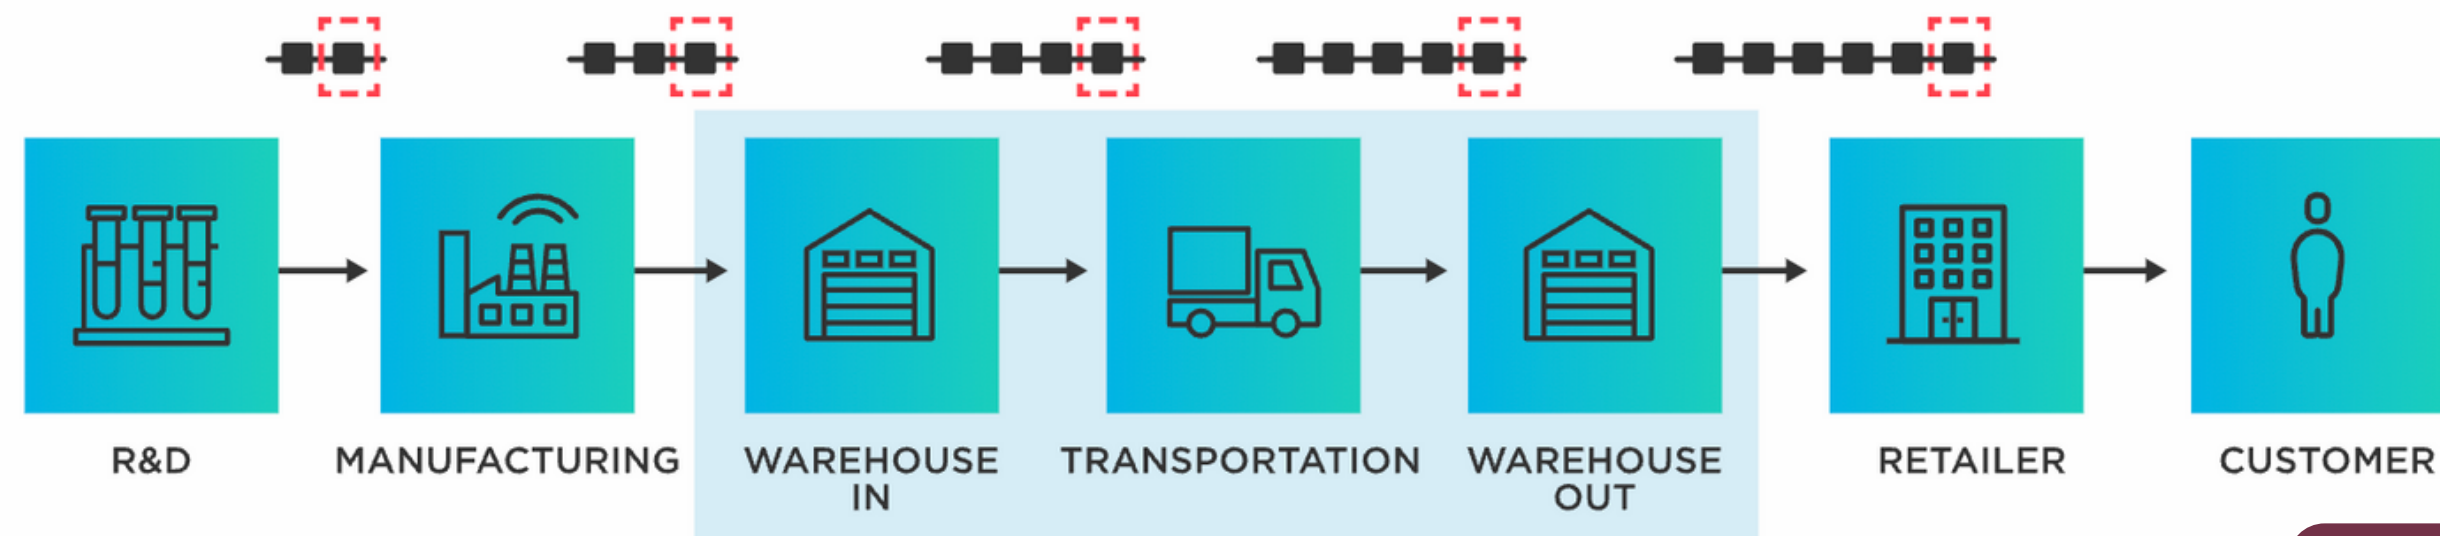 R&D
MANUFACTURING
WAREHOUSE
IN
TRANSPORTATION
WAREHOUSE
OUT
RETAILER
CUSTOMER